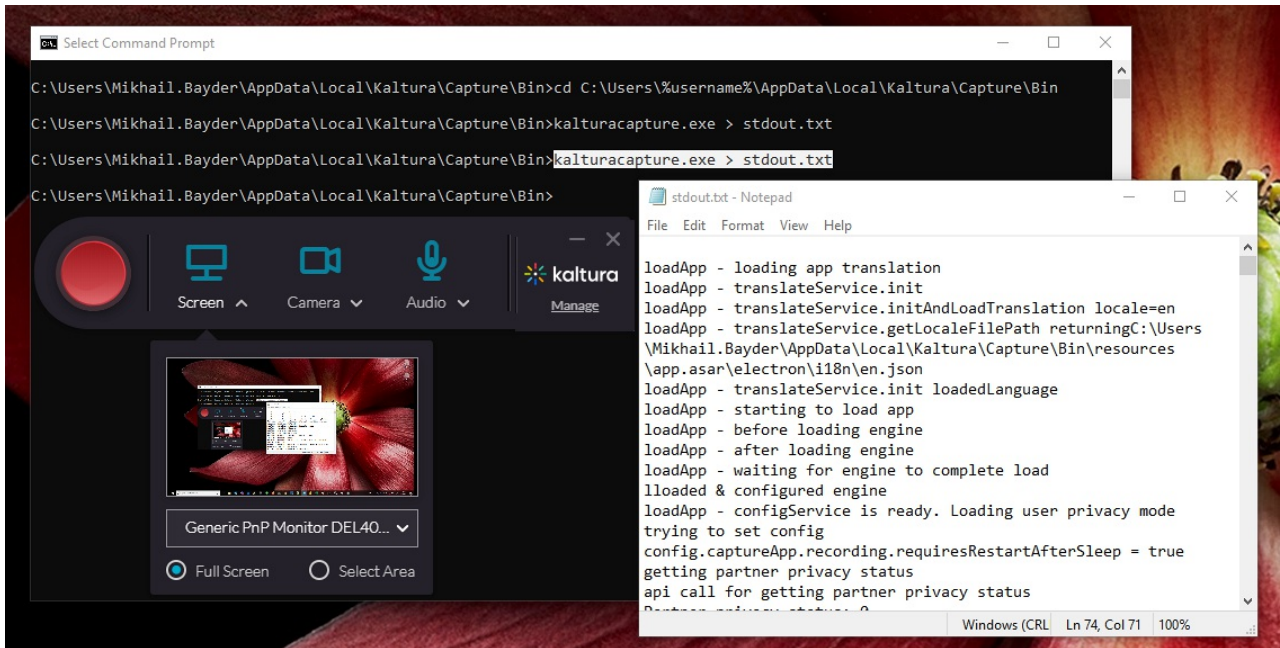 Select Command Prompt
C:\Users\Mikhail.Bayder\AppData\Local\Kaltura\Capture\Bin>cd C:\Users\%username%\AppData\Local\Kaltura\Capture\Bin
C:\Users\Mikhail.Bayder\AppData\Local\Kaltura\Capture\Bin>kalturacapture.exe > stdout.txt
C:\Users\Mikhail.Bayder\AppData\Local\Kaltura\Capture\Bin>kalturacapture.exe > stdout.txt
C:\Users\Mikhail.Bayder\AppData\Local\Kaltura\Capture\Bin>
Screen
Camera
Audio
kaltura
Manage
Generic PnP Monitor DEL40...
Full Screen
Select Area
stdout.txt - Notepad
File Edit Format View Help
loadApp - loading app translation
loadApp - translateService.init
loadApp - translateService.initAndLoadTranslation locale=en
loadApp - translateService.getLocaleFilePath returningC:\Users
\Mikhail.Bayder\AppData\Local\Kaltura\Capture\Bin\resources
\app.asar\electron\i18n\en.json
loadApp - translateService.init loadedLanguage
loadApp - starting to load app
loadApp - before loading engine
loadApp - after loading engine
loadApp - waiting for engine to complete load
lloaded & configured engine
loadApp - configService is ready. Loading user privacy mode
trying to set config
config.captureApp.recording.requiresRestartAfterSleep = true
getting partner privacy status
api call for getting partner privacy status
Windows (CRL Ln 74, Col 71 100%